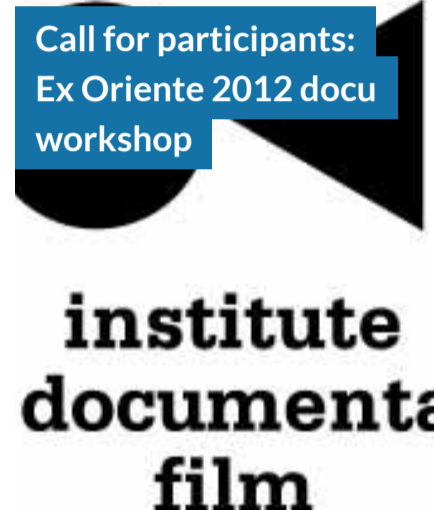 Call for participants:
Ex Oriente 2012 docu
workshop
institute
documenta
film